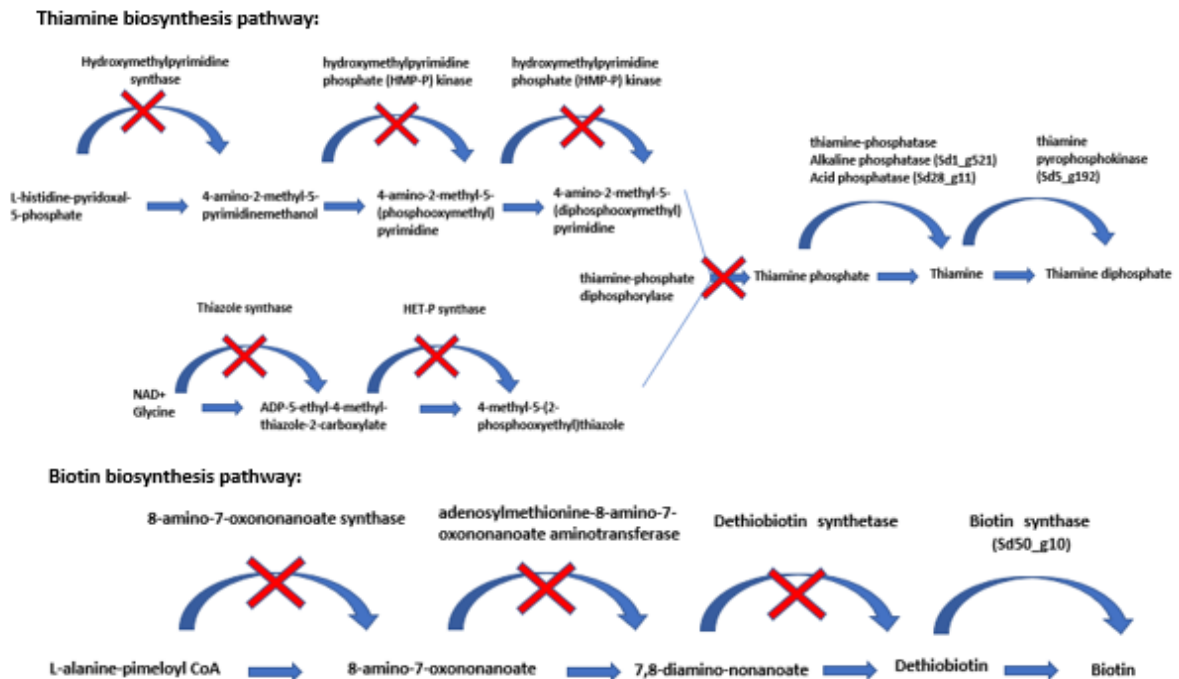 Thiamine biosynthesis pathway:
Hydroxymethylpyrimidine
synthase
hydroxymethylpyrimidine
phosphate (HMP-P) kinase
hydroxymethylpyrimidine
phosphate (HMP-P) kinase
thiamine-phosphatase
Alkaline phosphatase (Sd1_g521)
Acid phosphatase (Sd28_g11)
thiamine
pyrophosphokinase
(Sd5_g192)
L-histidine-pyridoxal-
5-phosphate
4-amino-2-methyl-5-
pyrimidinemethanol
4-amino-2-methyl-5-
(phosphooxymethyl)
pyrimidine
4-amino-2-methyl-5-
(diphosphooxymethyl)
pyrimidine
thiamine-phosphate
diphosphorylase
Thiamine phosphate
Thiamine
Thiamine diphosphate
Thiazole synthase
HET-P synthase
NAD+
Glycine
ADP-5-ethyl-4-methyl-
thiazole-2-carboxylate
4-methyl-5-(2-
phosphooxyethyl)thiazole
Biotin biosynthesis pathway:
8-amino-7-oxononanoate synthase
adenosylmethionine-8-amino-7-
oxononanoate aminotransferase
Dethiobiotin synthetase
Biotin synthase
(Sd50_g10)
L-alanine-pimeloyl CoA
8-amino-7-oxononanoate
7,8-diamino-nonanoate
Dethiobiotin
Biotin